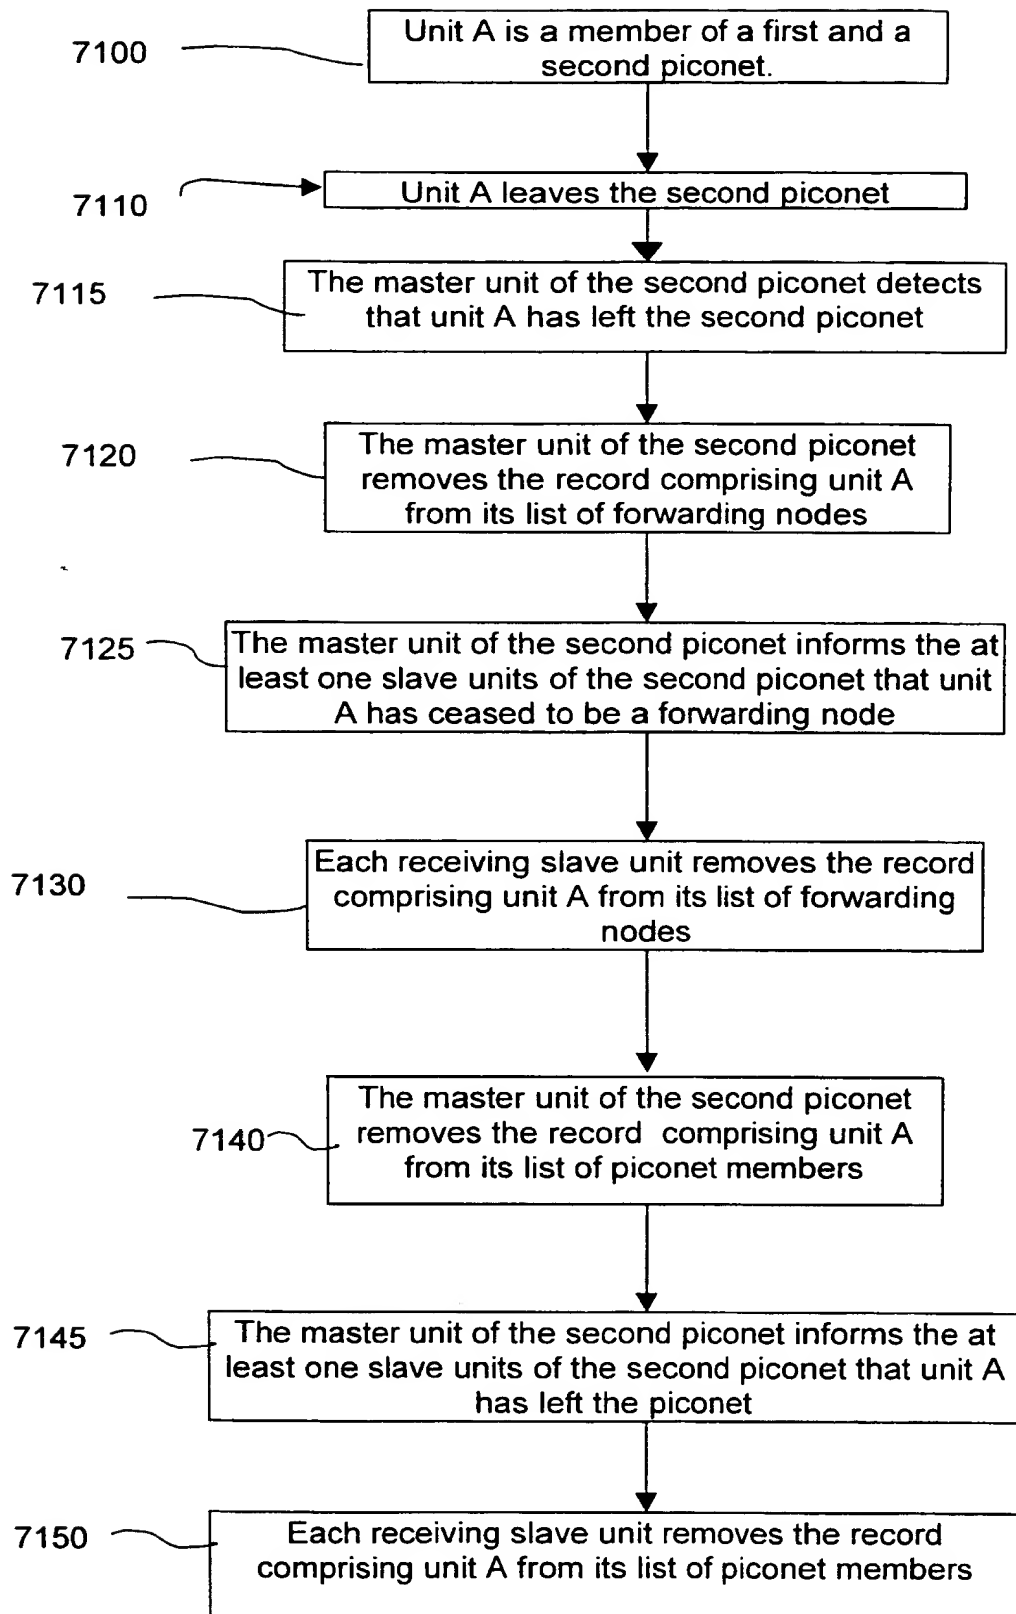 7100
Unit A is a member of a first and a
second piconet.
7110
Unit A leaves the second piconet
7115
The master unit of the second piconet detects
that unit A has left the second piconet
7120
The master unit of the second piconet
removes the record comprising unit A
from its list of forwarding nodes
7125
The master unit of the second piconet informs the at
least one slave units of the second piconet that unit
A has ceased to be a forwarding node
7130
Each receiving slave unit removes the record
comprising unit A from its list of forwarding
nodes
7140
The master unit of the second piconet
removes the record comprising unit A
from its list of piconet members
7145
The master unit of the second piconet informs the at
least one slave units of the second piconet that unit A
has left the piconet
7150
Each receiving slave unit removes the record
comprising unit A from its list of piconet members